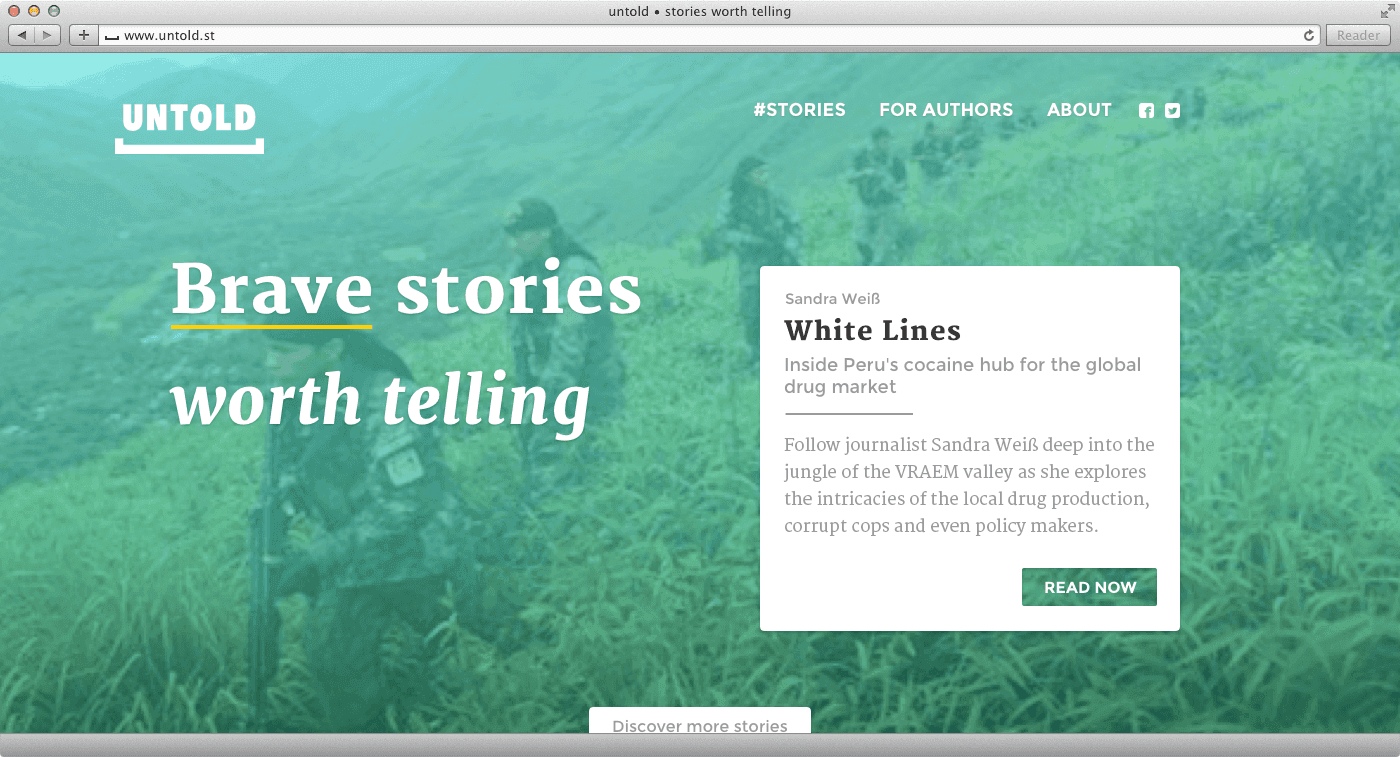 untold • stories worth telling
www.untold.st
Reader
UNTOLD
#STORIES FOR AUTHORS ABOUT
Brave stories
worth telling
Sandra Weiß
White Lines
Inside Peru's cocaine hub for the global
drug market
Follow journalist Sandra Weiß deep into the
jungle of the VRAEM valley as she explores
the intricacies of the local drug production,
corrupt cops and even policy makers.
READ NOW
Discover more stories